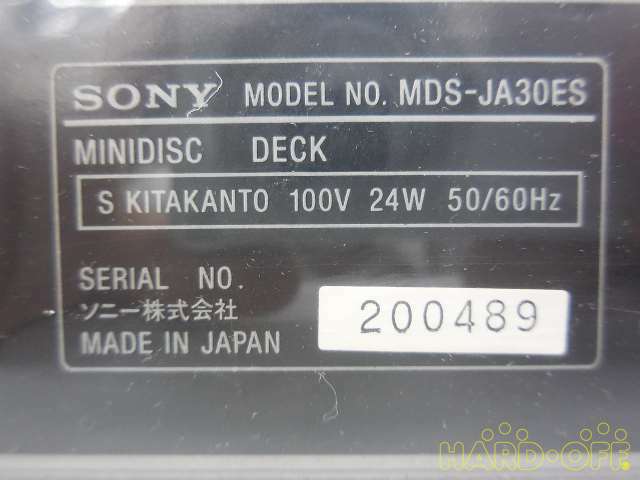 SONY MODEL NO. MDS-JA30ES
MINIDISC DECK
S KITAKANTO 100V 24W 50/60Hz
SERIAL NO.
ソニー株式会社
200489
MADE IN JAPAN
HARD・OFF